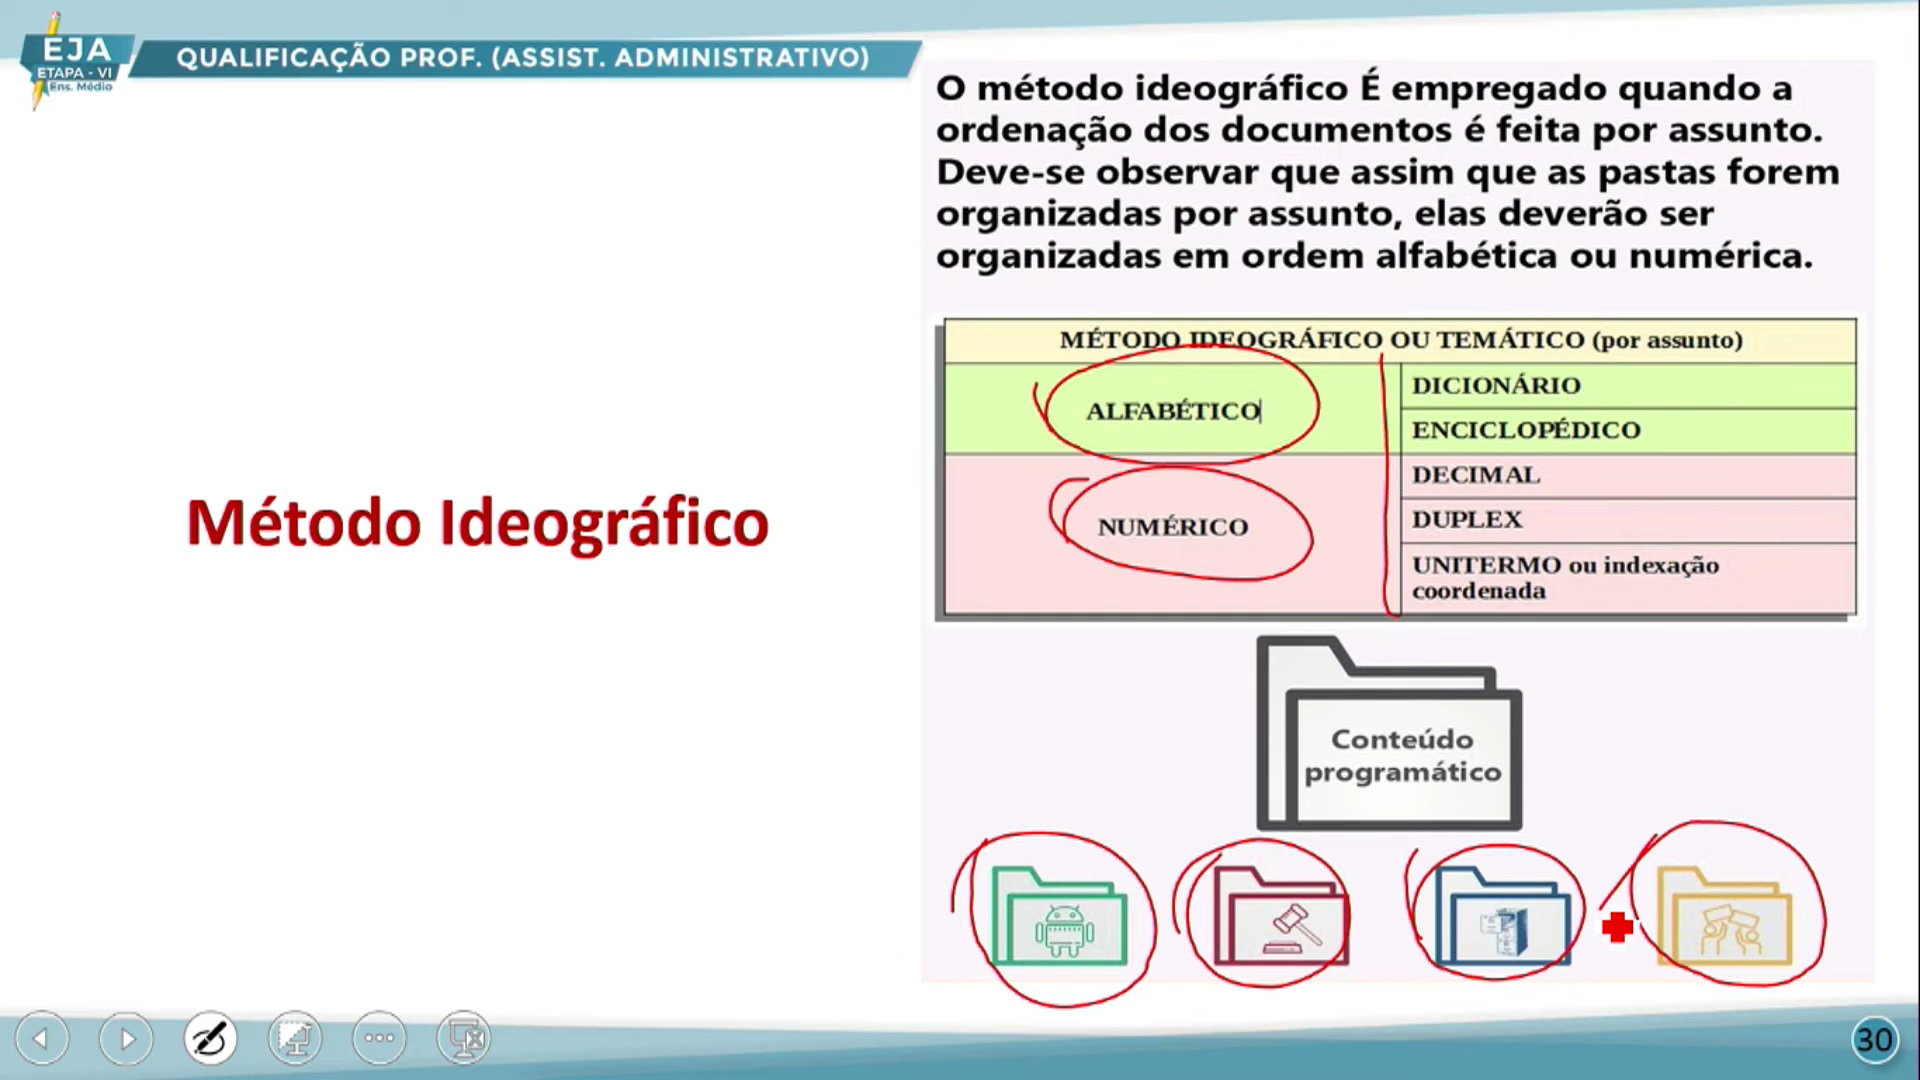 EJA
ETAPA - VI
Ens. Médio
QUALIFICAÇÃO PROF. (ASSIST. ADMINISTRATIVO)
O método ideográfico É empregado quando a
ordenação dos documentos é feita por assunto.
Deve-se observar que assim que as pastas forem
organizadas por assunto, elas deverão ser
organizadas em ordem alfabética ou numérica.
Método Ideográfico
MÉTODO IDEOGRÁFICO OU TEMÁTICO (por assunto)
ALFABÉTICO
DICIONÁRIO
ENCICLOPÉDICO
NUMÉRICO
DECIMAL
DUPLEX
UNITERMO ou indexação
coordenada
Conteúdo
programático
30